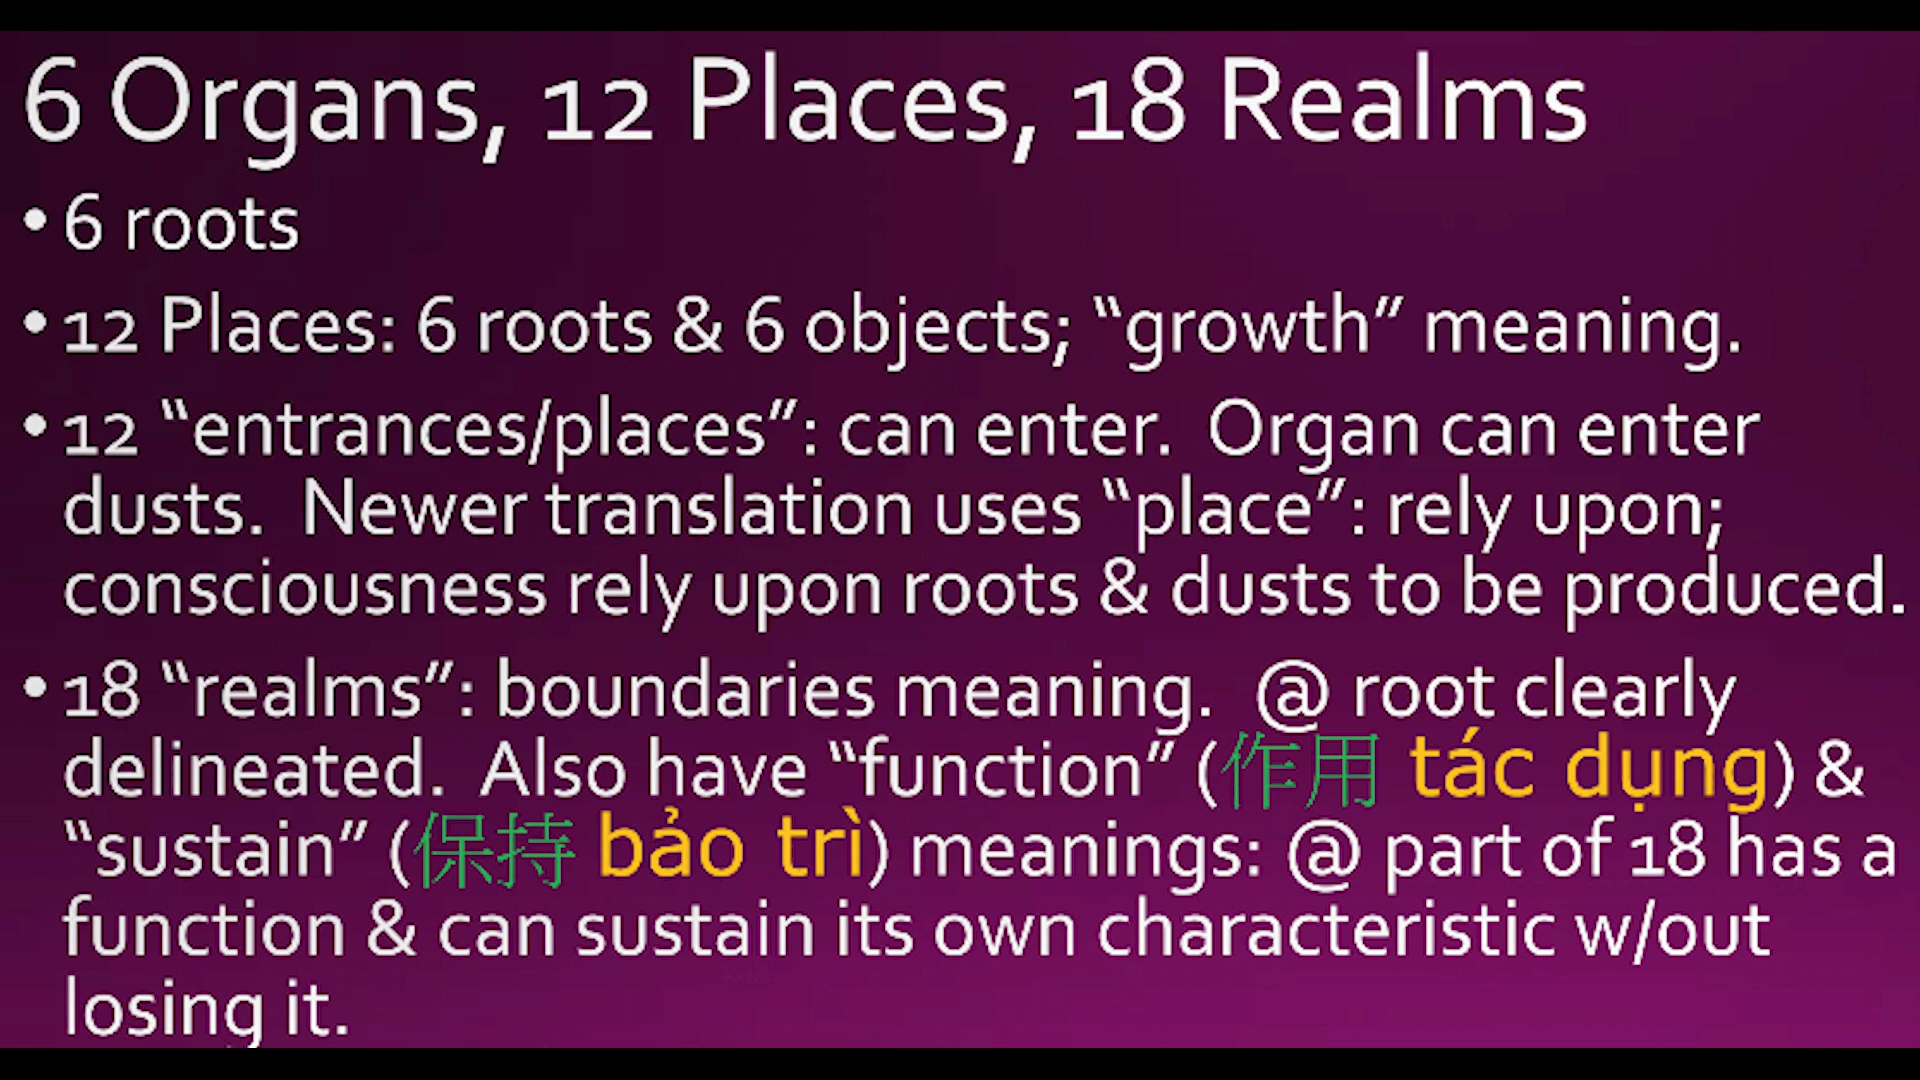 6 Organs, 12 Places, 18 Realms
• 6 roots
• 12 Places: 6 roots & 6 objects; “growth” meaning.
• 12 “entrances/places”: can enter.  Organ can enter
dusts.  Newer translation uses “place”: rely upon;
consciousness rely upon roots & dusts to be produced.
• 18 “realms”: boundaries meaning.  @ root clearly
delineated.  Also have “function” (作用 tác dụng) &
“sustain” (保持 bảo trì) meanings: @ part of 18 has a
function & can sustain its own characteristic w/out
losing it.